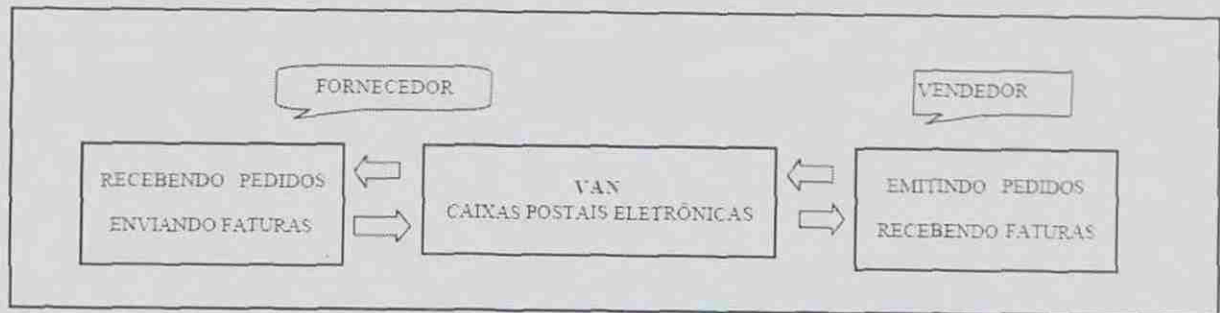 FORNECEDOR
VENDEDOR
RECEBENDO PEDIDOS
ENVIANDO FATURAS
VAN
CAIXAS POSTAIS ELETRÔNICAS
EMITINDO PEDIDOS
RECEBENDO FATURAS